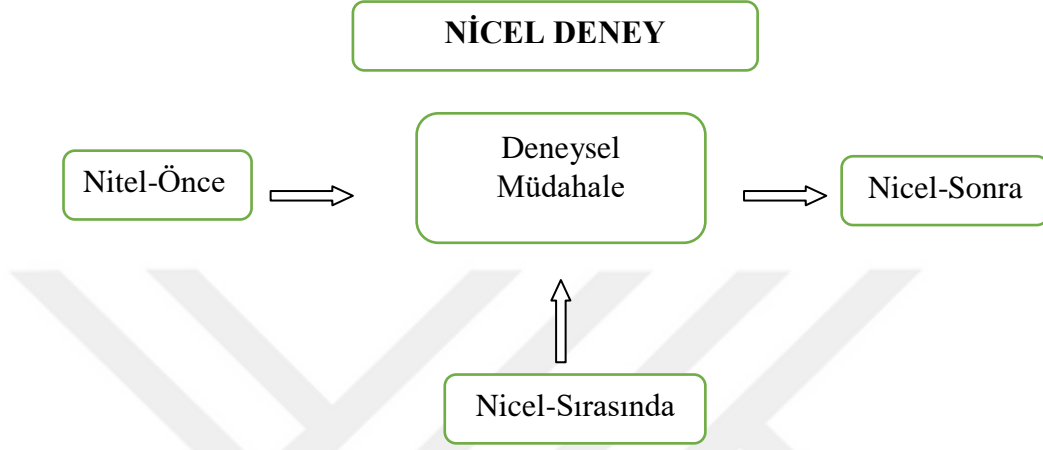 NİCEL DENEY
Deneysel
Müdahale
Nitel-Önce
Nicel-Sonra
Nicel-Sırasında